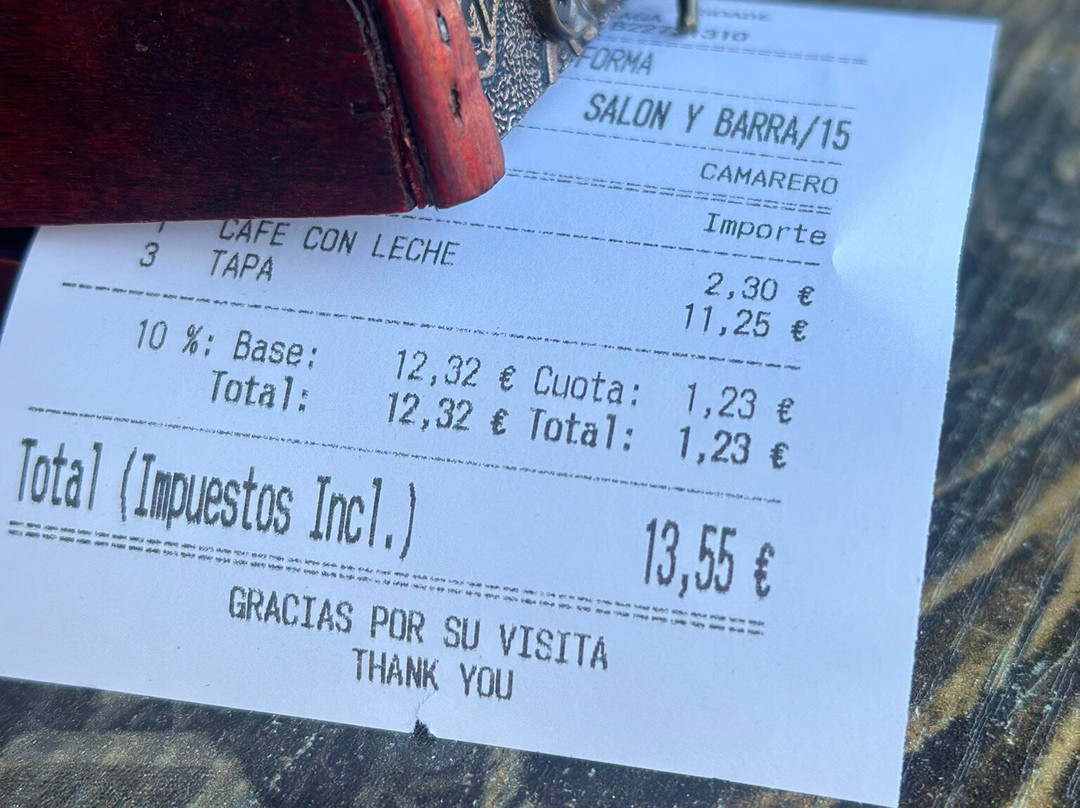 FORMA
SALON Y BARRA/15
CAMARERO
Importe
CAFE CON LECHE 2,30 €
3 TAPA 11,25 €
10 %: Base: 12,32 € Cuota: 1,23 €
Total: 12,32 € Total: 1,23 €
Total (Impuestos Incl.) 13,55 €
GRACIAS POR SU VISITA
THANK YOU